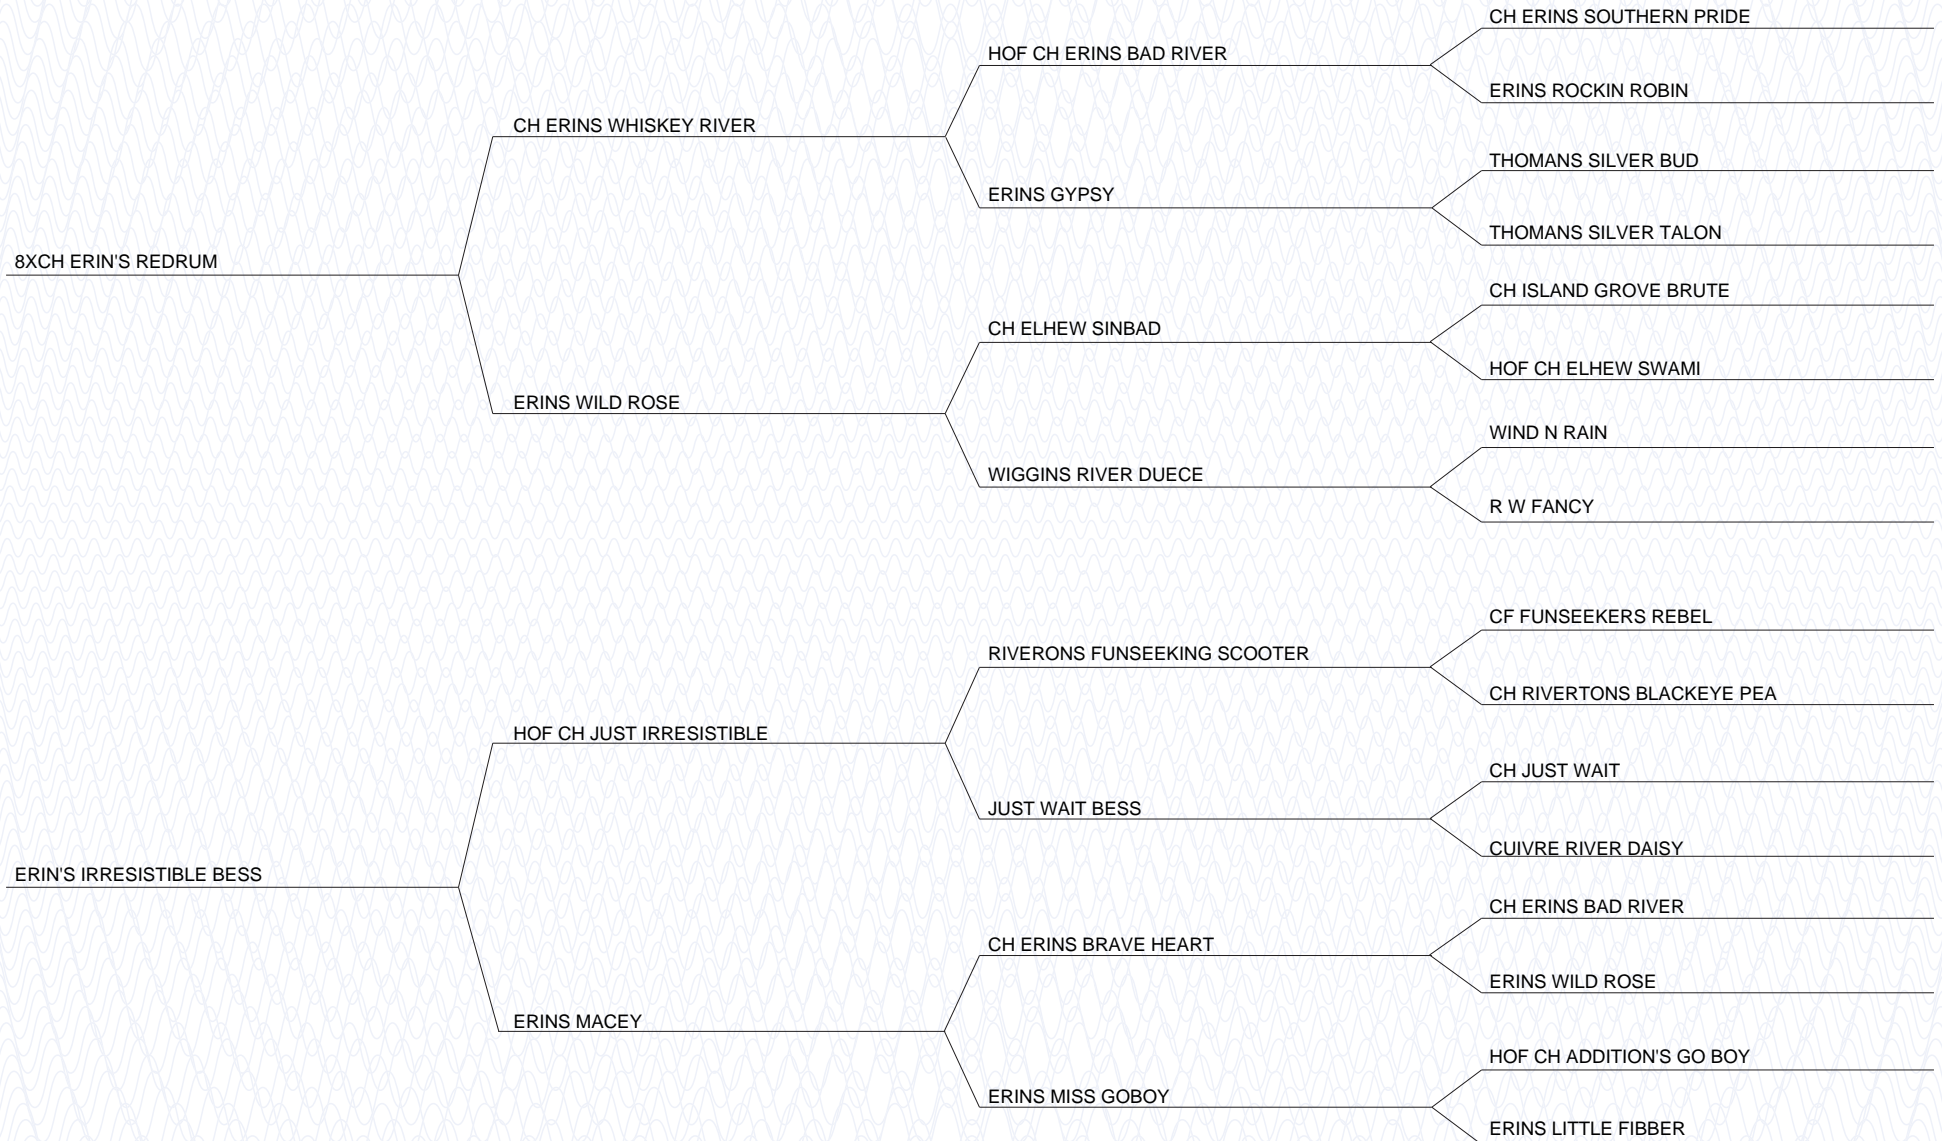 CH ERINS SOUTHERN PRIDE
HOF CH ERINS BAD RIVER
ERINS ROCKIN ROBIN
CH ERINS WHISKEY RIVER
THOMANS SILVER BUD
ERINS GYPSY
THOMANS SILVER TALON
8XCH ERIN'S REDRUM
CH ISLAND GROVE BRUTE
CH ELHEW SINBAD
HOF CH ELHEW SWAMI
ERINS WILD ROSE
WIND N RAIN
WIGGINS RIVER DUECE
R W FANCY
CF FUNSEEKERS REBEL
RIVERONS FUNSEEKING SCOOTER
CH RIVERTONS BLACKEYE PEA
HOF CH JUST IRRESISTIBLE
CH JUST WAIT
JUST WAIT BESS
CUIVRE RIVER DAISY
ERIN'S IRRESISTIBLE BESS
CH ERINS BAD RIVER
CH ERINS BRAVE HEART
ERINS WILD ROSE
ERINS MACEY
HOF CH ADDITION'S GO BOY
ERINS MISS GOBOY
ERINS LITTLE FIBBER